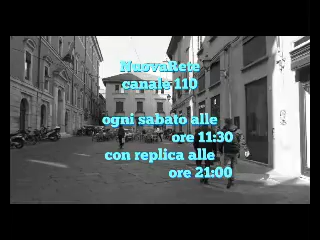 NuovaRete
canale 110
ogni sabato alle
ore 11:30
con replica alle
ore 21:00